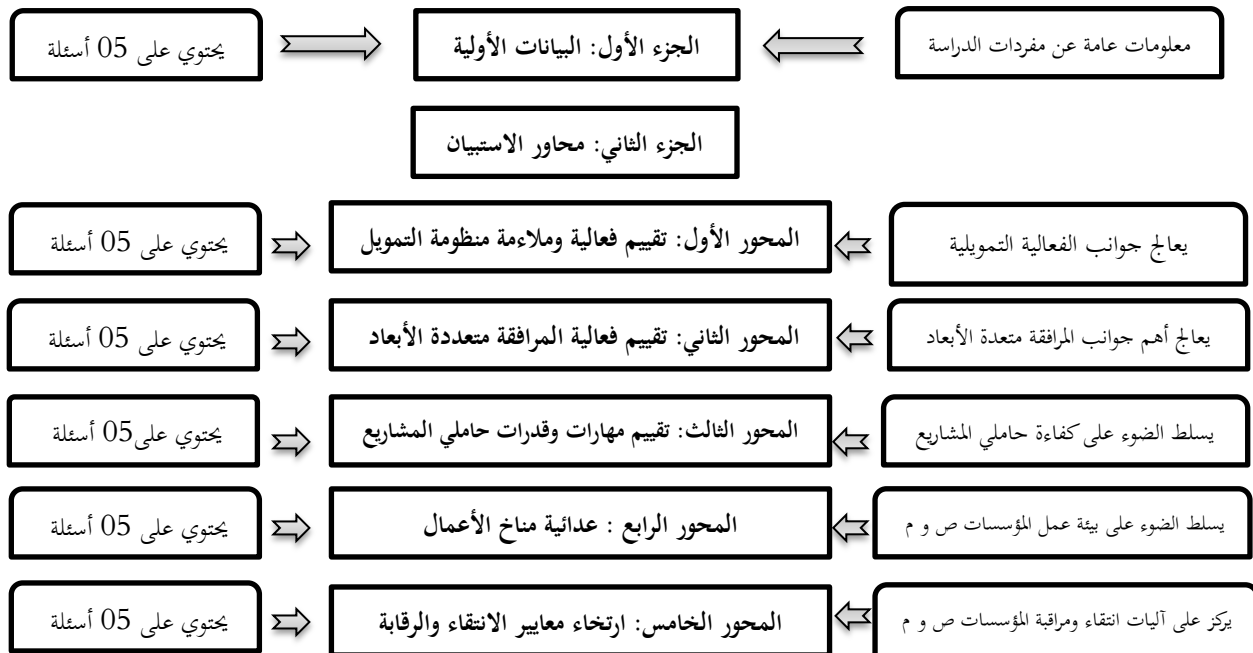 معلومات عامة عن مفردات الدراسة
الجزء الأول: البيانات الأولية
يحتوي على 05 أسئلة
الجزء الثاني: محاور الاستبيان
يعالج جوانب الفعالية التمويلية
المحور الأول: تقييم فعالية وملاءمة منظومة التمويل
يحتوي على 05 أسئلة
يعالج أهم جوانب المرافقة متعدة الأبعاد
المحور الثاني: تقييم فعالية المرافقة متعددة الأبعاد
يحتوي على 05 أسئلة
يسلط الضوء على كفاءة حاملي المشاريع
المحور الثالث: تقييم مهارات وقدرات حاملي المشاريع
يحتوي على05 أسئلة
يسلط الضوء على بيئة عمل المؤسسات ص و م
المحور الرابع : عدائية مناخ الأعمال
يحتوي على 05 أسئلة
يركز على آليات انتقاء ومراقبة المؤسسات ص و م
المحور الخامس: ارتخاء معايير الانتقاء والرقابة
يحتوي على 05 أسئلة